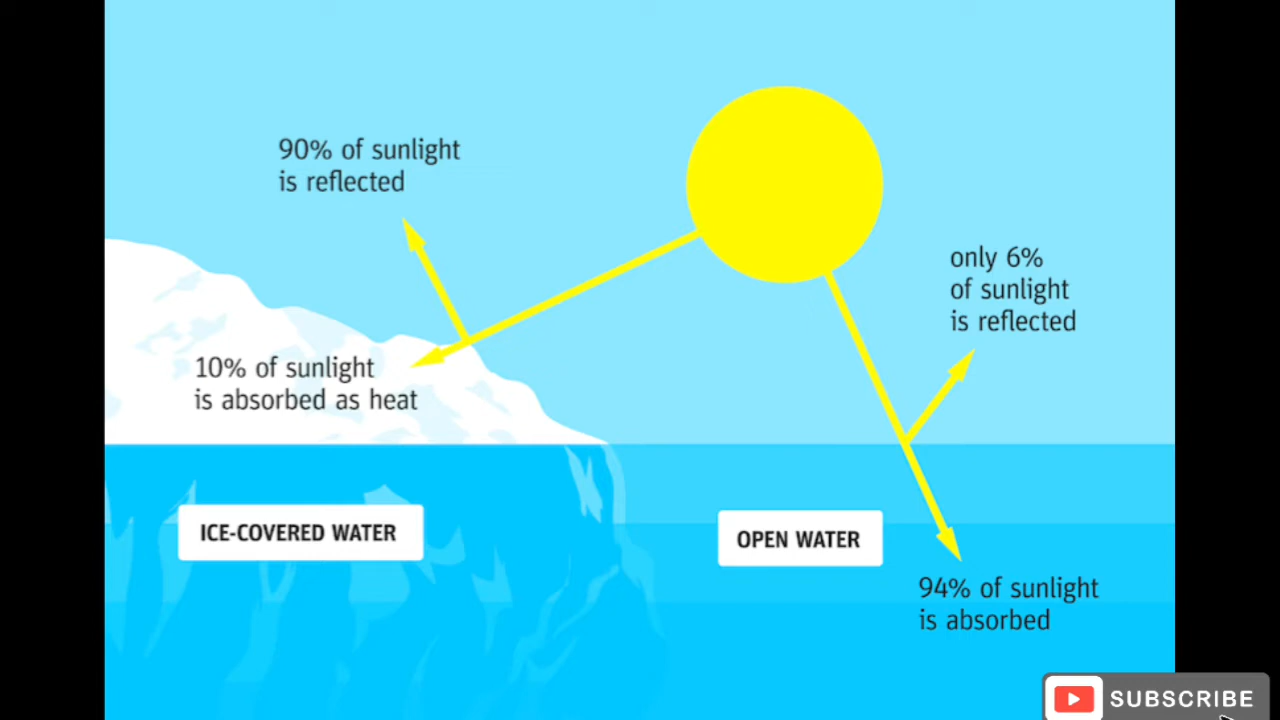 90% of sunlight
is reflected
only 6%
of sunlight
is reflected
10% of sunlight
is absorbed as heat
ICE-COVERED WATER
OPEN WATER
94% of sunlight
is absorbed
SUBSCRIBE